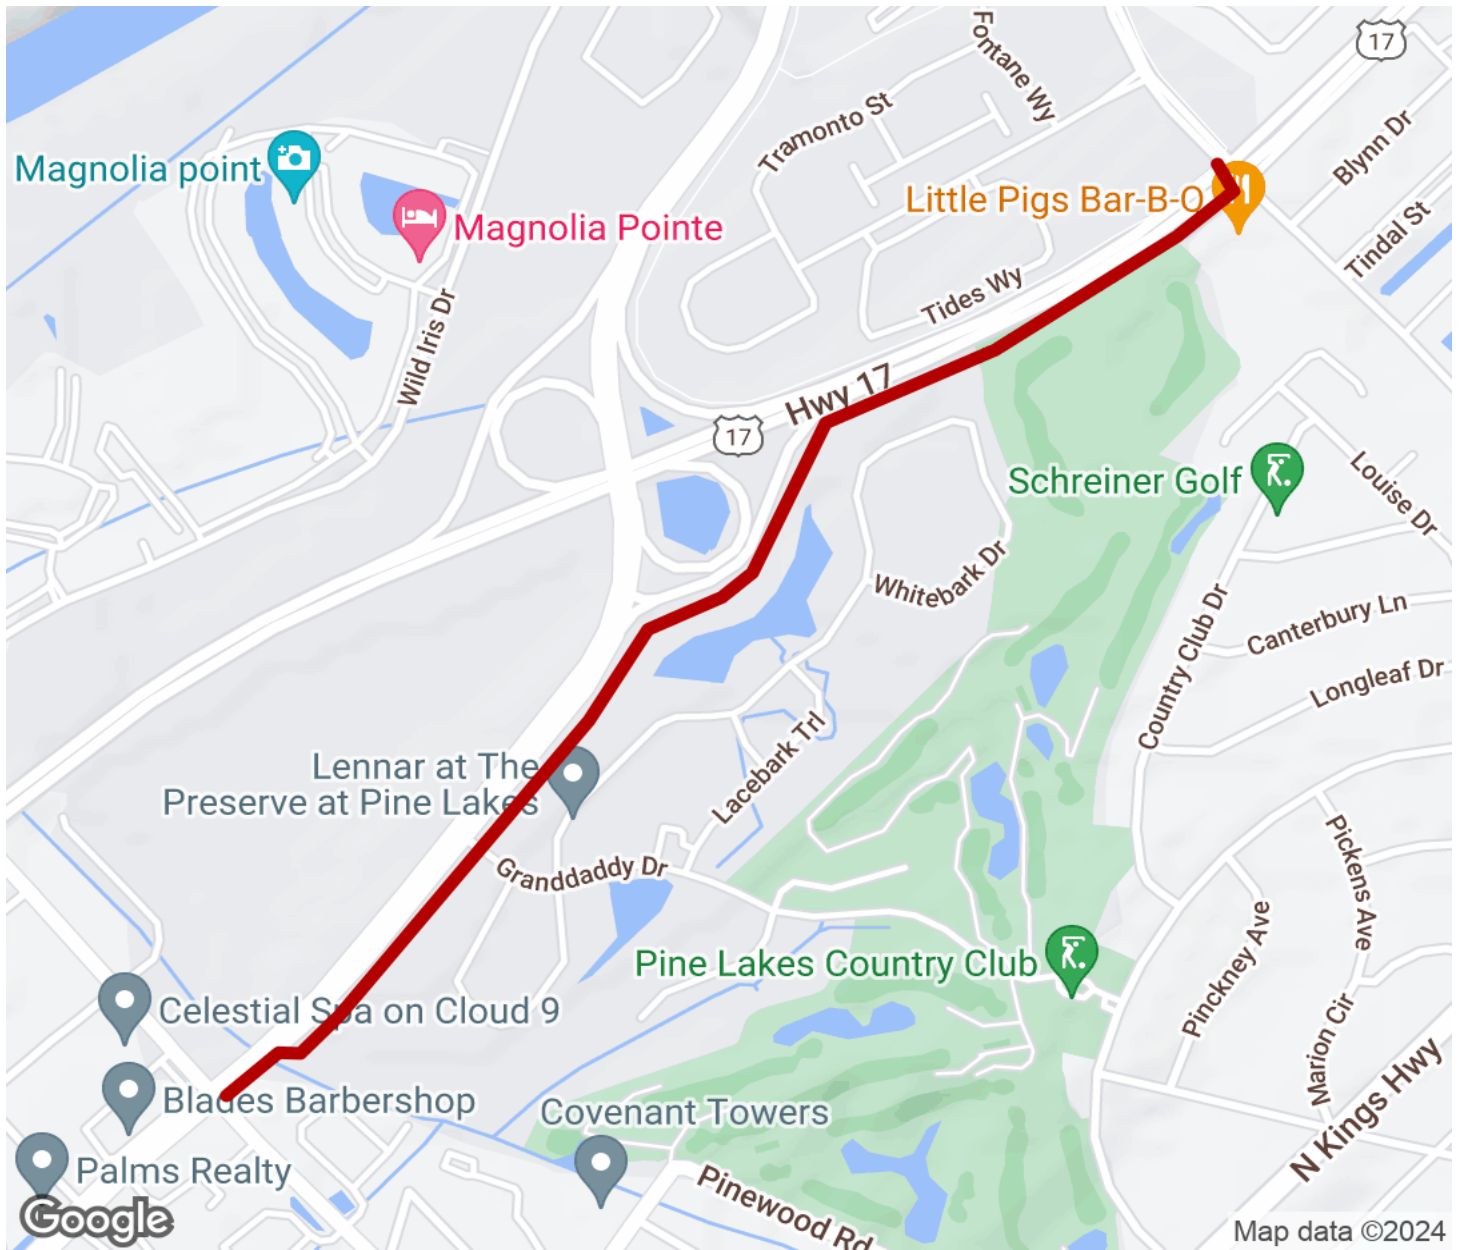 Fontane Wy
17
Tramonto St
Blynn Dr
Magnolia point
Little Pigs Bar-B-Q
Magnolia Pointe
Tindal St
Tides Wy
Wild Iris Dr
Hwy 17
17
Schreiner Golf
Louise Dr
Whitebark Dr
Canterbury Ln
Country Club Dr
Longleaf Dr
Lacebark Trl
Lennar at The
Preserve at Pine Lakes
Granddaddy Dr
Pickens Ave
Pinckney Ave
Pine Lakes Country Club
Celestial Spa on Cloud 9
Marion Cir
N Kings Hwy
Blades Barbershop
Covenant Towers
Palms Realty
Pinewood Rd
Google
Map data ©2024